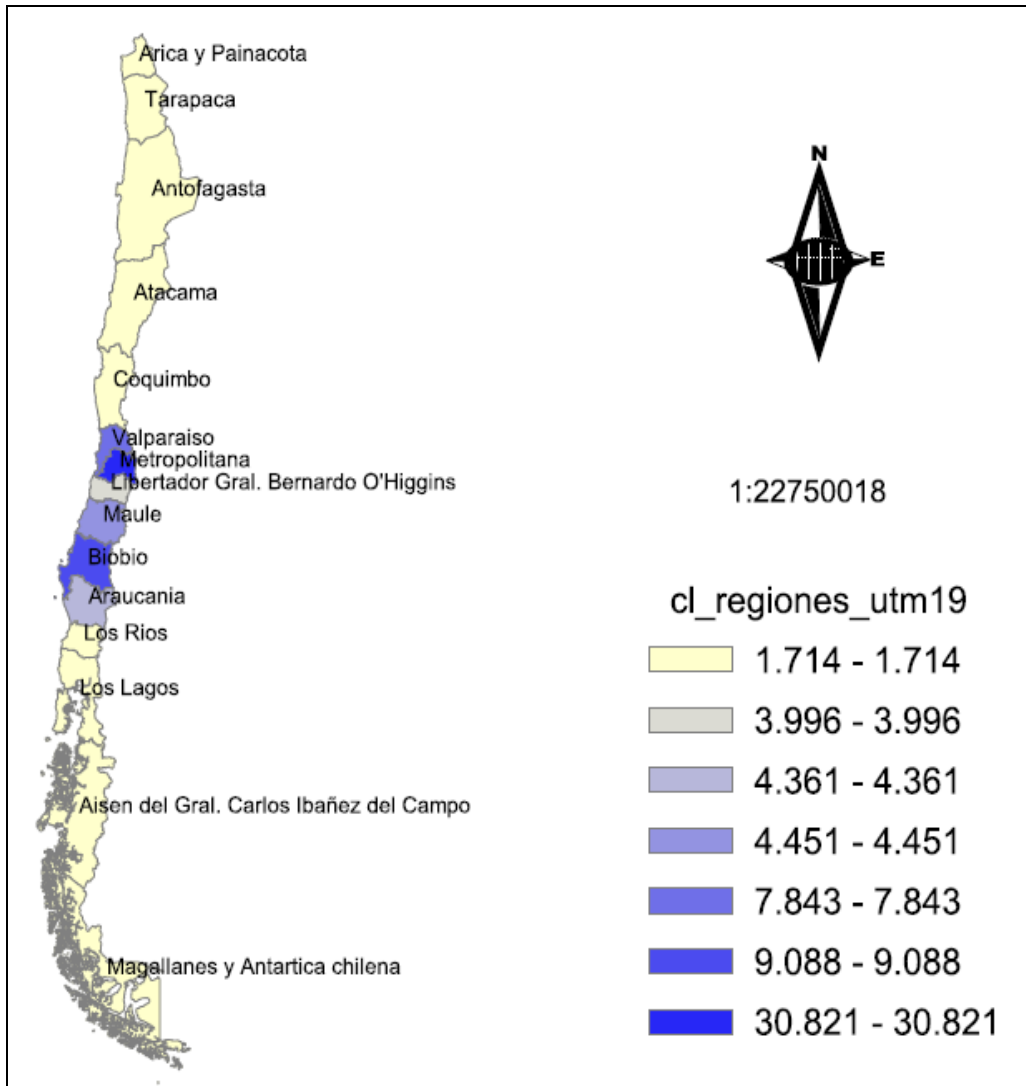 Arica y Painacota
Tarapaca
Antofagasta
Atacama
Coquimbo
Valparaiso
Metropolitana
Libertador Gral. Bernardo O'Higgins
Maule
Biobio
Araucania
Los Rios
Los Lagos
Aisen del Gral. Carlos Ibañez del Campo
Magallanes y Antartica chilena
N
E
1:22750018
cl_regiones_utm19
1.714 - 1.714
3.996 - 3.996
4.361 - 4.361
4.451 - 4.451
7.843 - 7.843
9.088 - 9.088
30.821 - 30.821